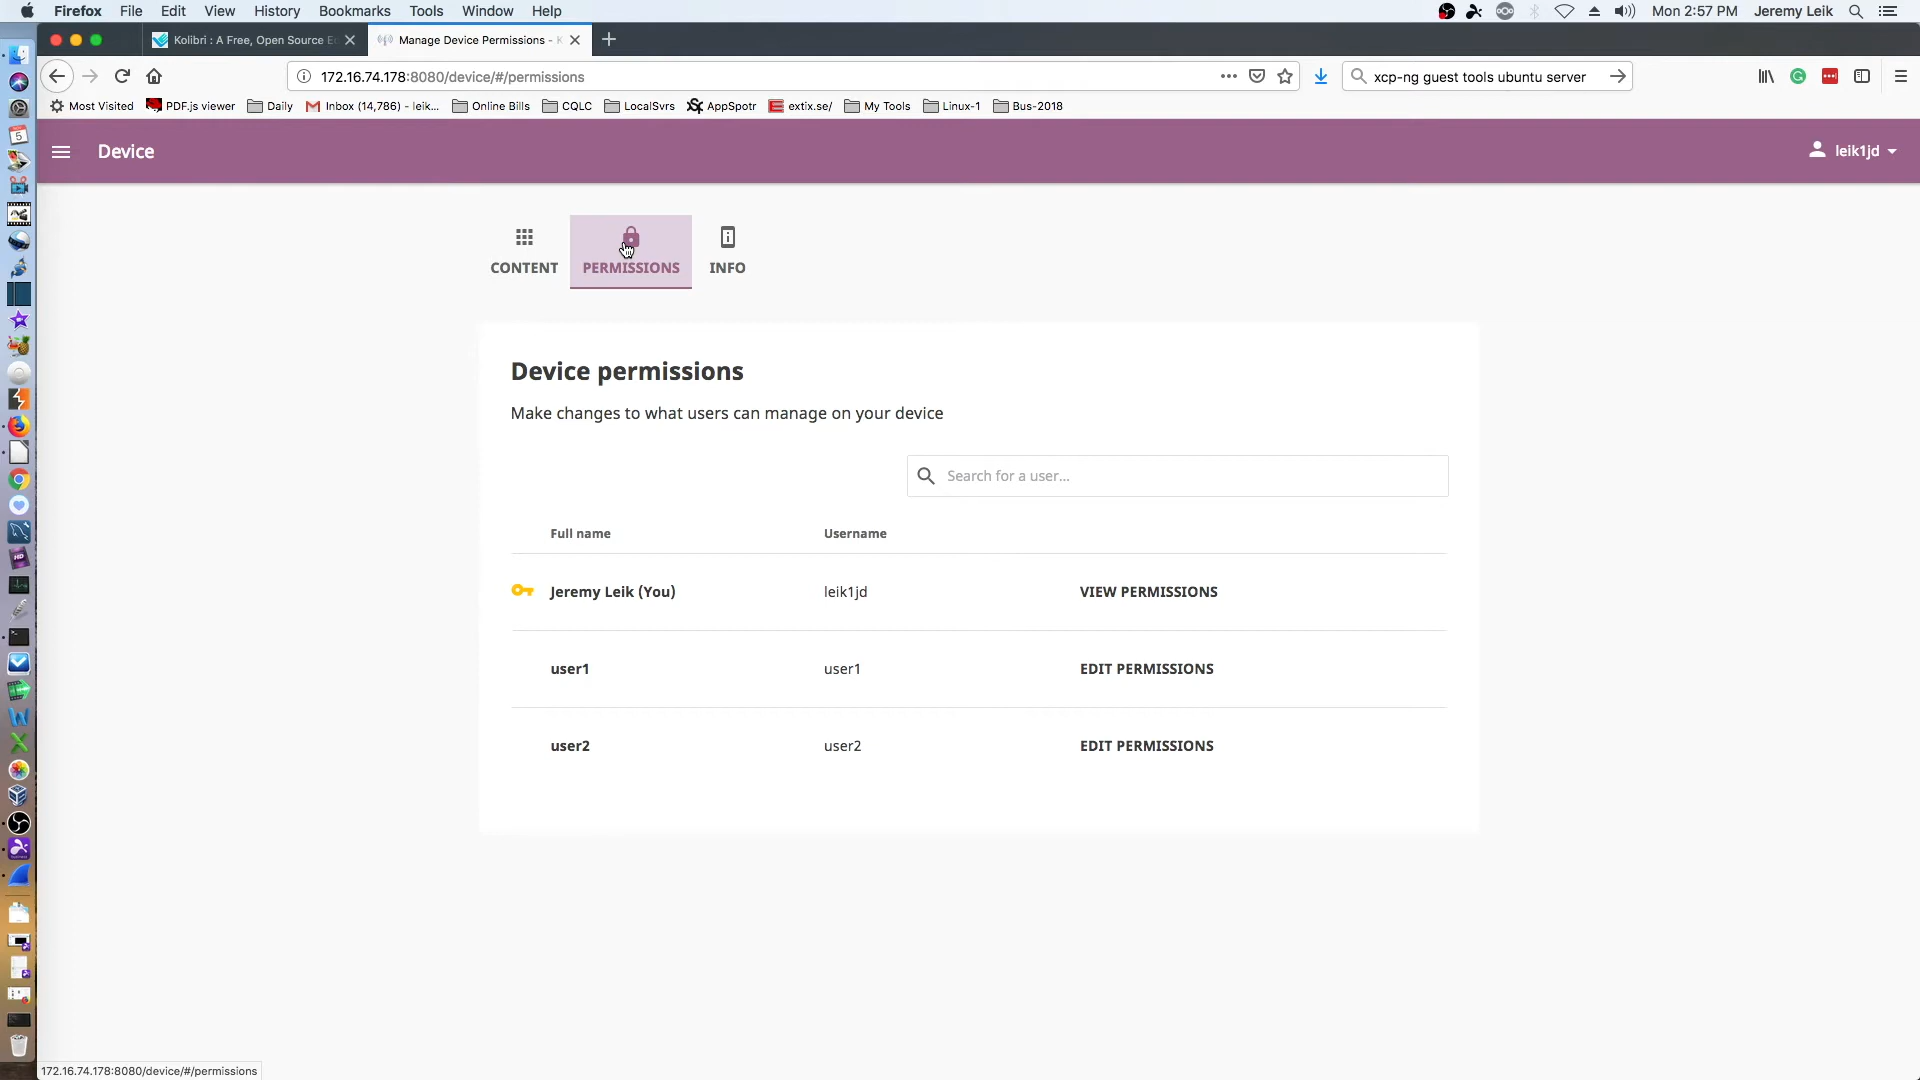 Firefox File Edit View History Bookmarks Tools Window Help Mon 2:57 PM Jeremy Leik
Kolibri : A Free, Open Source E
Manage Device Permissions - K
172.16.74.178:8080/device/#/permissions
xcp-ng guest tools ubuntu server
Most Visited PDF.js viewer Daily Inbox (14,786) - leik... Online Bills CQLC LocalSvrs AppSpotr extix.se/ My Tools Linux-1 Bus-2018
Device
leik1jd
CONTENT PERMISSIONS INFO
Device permissions
Make changes to what users can manage on your device
Search for a user...
Full name Username
Jeremy Leik (You) leik1jd VIEW PERMISSIONS
user1 user1 EDIT PERMISSIONS
user2 user2 EDIT PERMISSIONS
172.16.74.178:8080/device/#/permissions